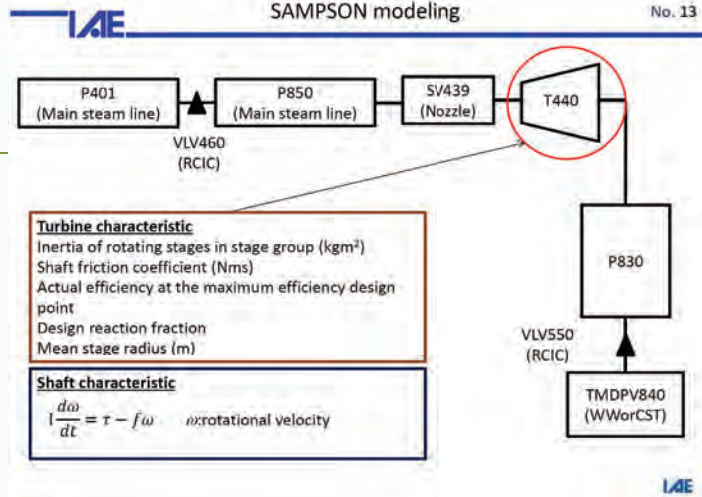 IAE
SAMPSON modeling
No. 13
P401
(Main steam line)
P850
(Main steam line)
SV439
(Nozzle)
T440
VLV460
(RCIC)
Turbine characteristic
Inertia of rotating stages in stage group (kgm²)
Shaft friction coefficient (Nms)
Actual efficiency at the maximum efficiency design
point
Design reaction fraction
Mean stage radius (m)
P830
VLV550
(RCIC)
TMDPV840
(WWorCST)
Shaft characteristic
I dω/dt = τ − fω ω:rotational velocity
IAE